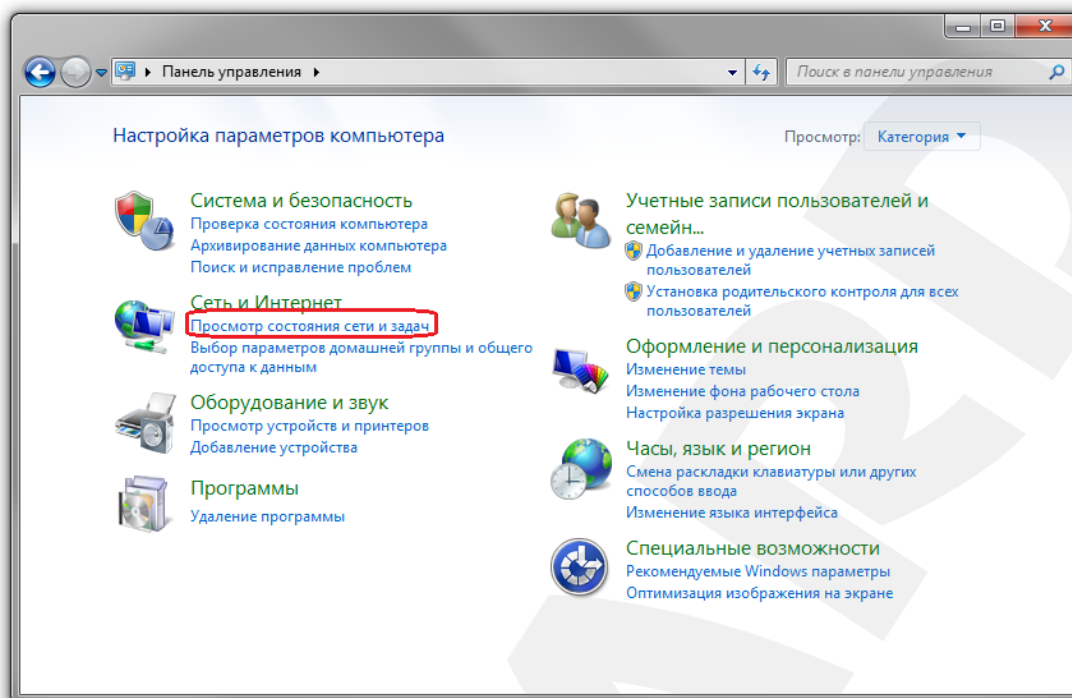 Панель управления
Поиск в панели управления
Настройка параметров компьютера
Просмотр: Категория
Система и безопасность
Проверка состояния компьютера
Архивирование данных компьютера
Поиск и исправление проблем
Сеть и Интернет
Просмотр состояния сети и задач
Выбор параметров домашней группы и общего
доступа к данным
Оборудование и звук
Просмотр устройств и принтеров
Добавление устройства
Программы
Удаление программы
Учетные записи пользователей и
семейн...
Добавление и удаление учетных записей
пользователей
Установка родительского контроля для всех
пользователей
Оформление и персонализация
Изменение темы
Изменение фона рабочего стола
Настройка разрешения экрана
Часы, язык и регион
Смена раскладки клавиатуры или других
способов ввода
Изменение языка интерфейса
Специальные возможности
Рекомендуемые Windows параметры
Оптимизация изображения на экране